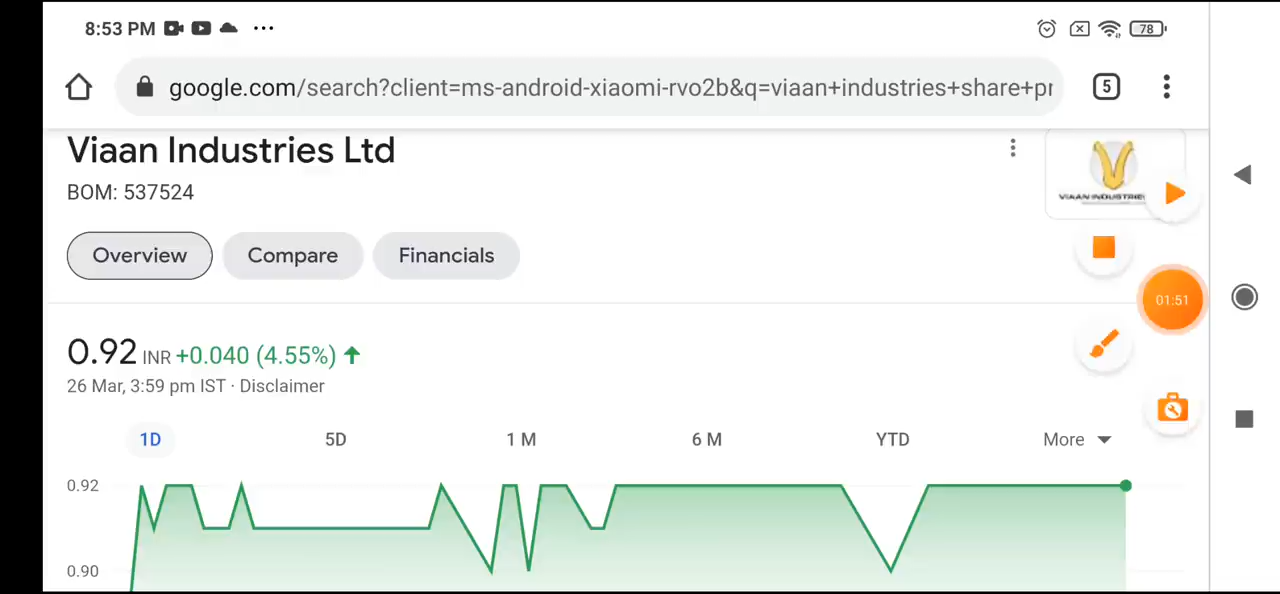 8:53 PM ...
78
google.com/search?client=ms-android-xiaomi-rvo2b&q=viaan+industries+share+pr
5
Viaan Industries Ltd
BOM: 537524
VIAAN INDUSTRIE
Overview
Compare
Financials
01:51
0.92 INR +0.040 (4.55%) ↑
26 Mar, 3:59 pm IST · Disclaimer
1D
5D
1 M
6 M
YTD
More
0.92
0.90